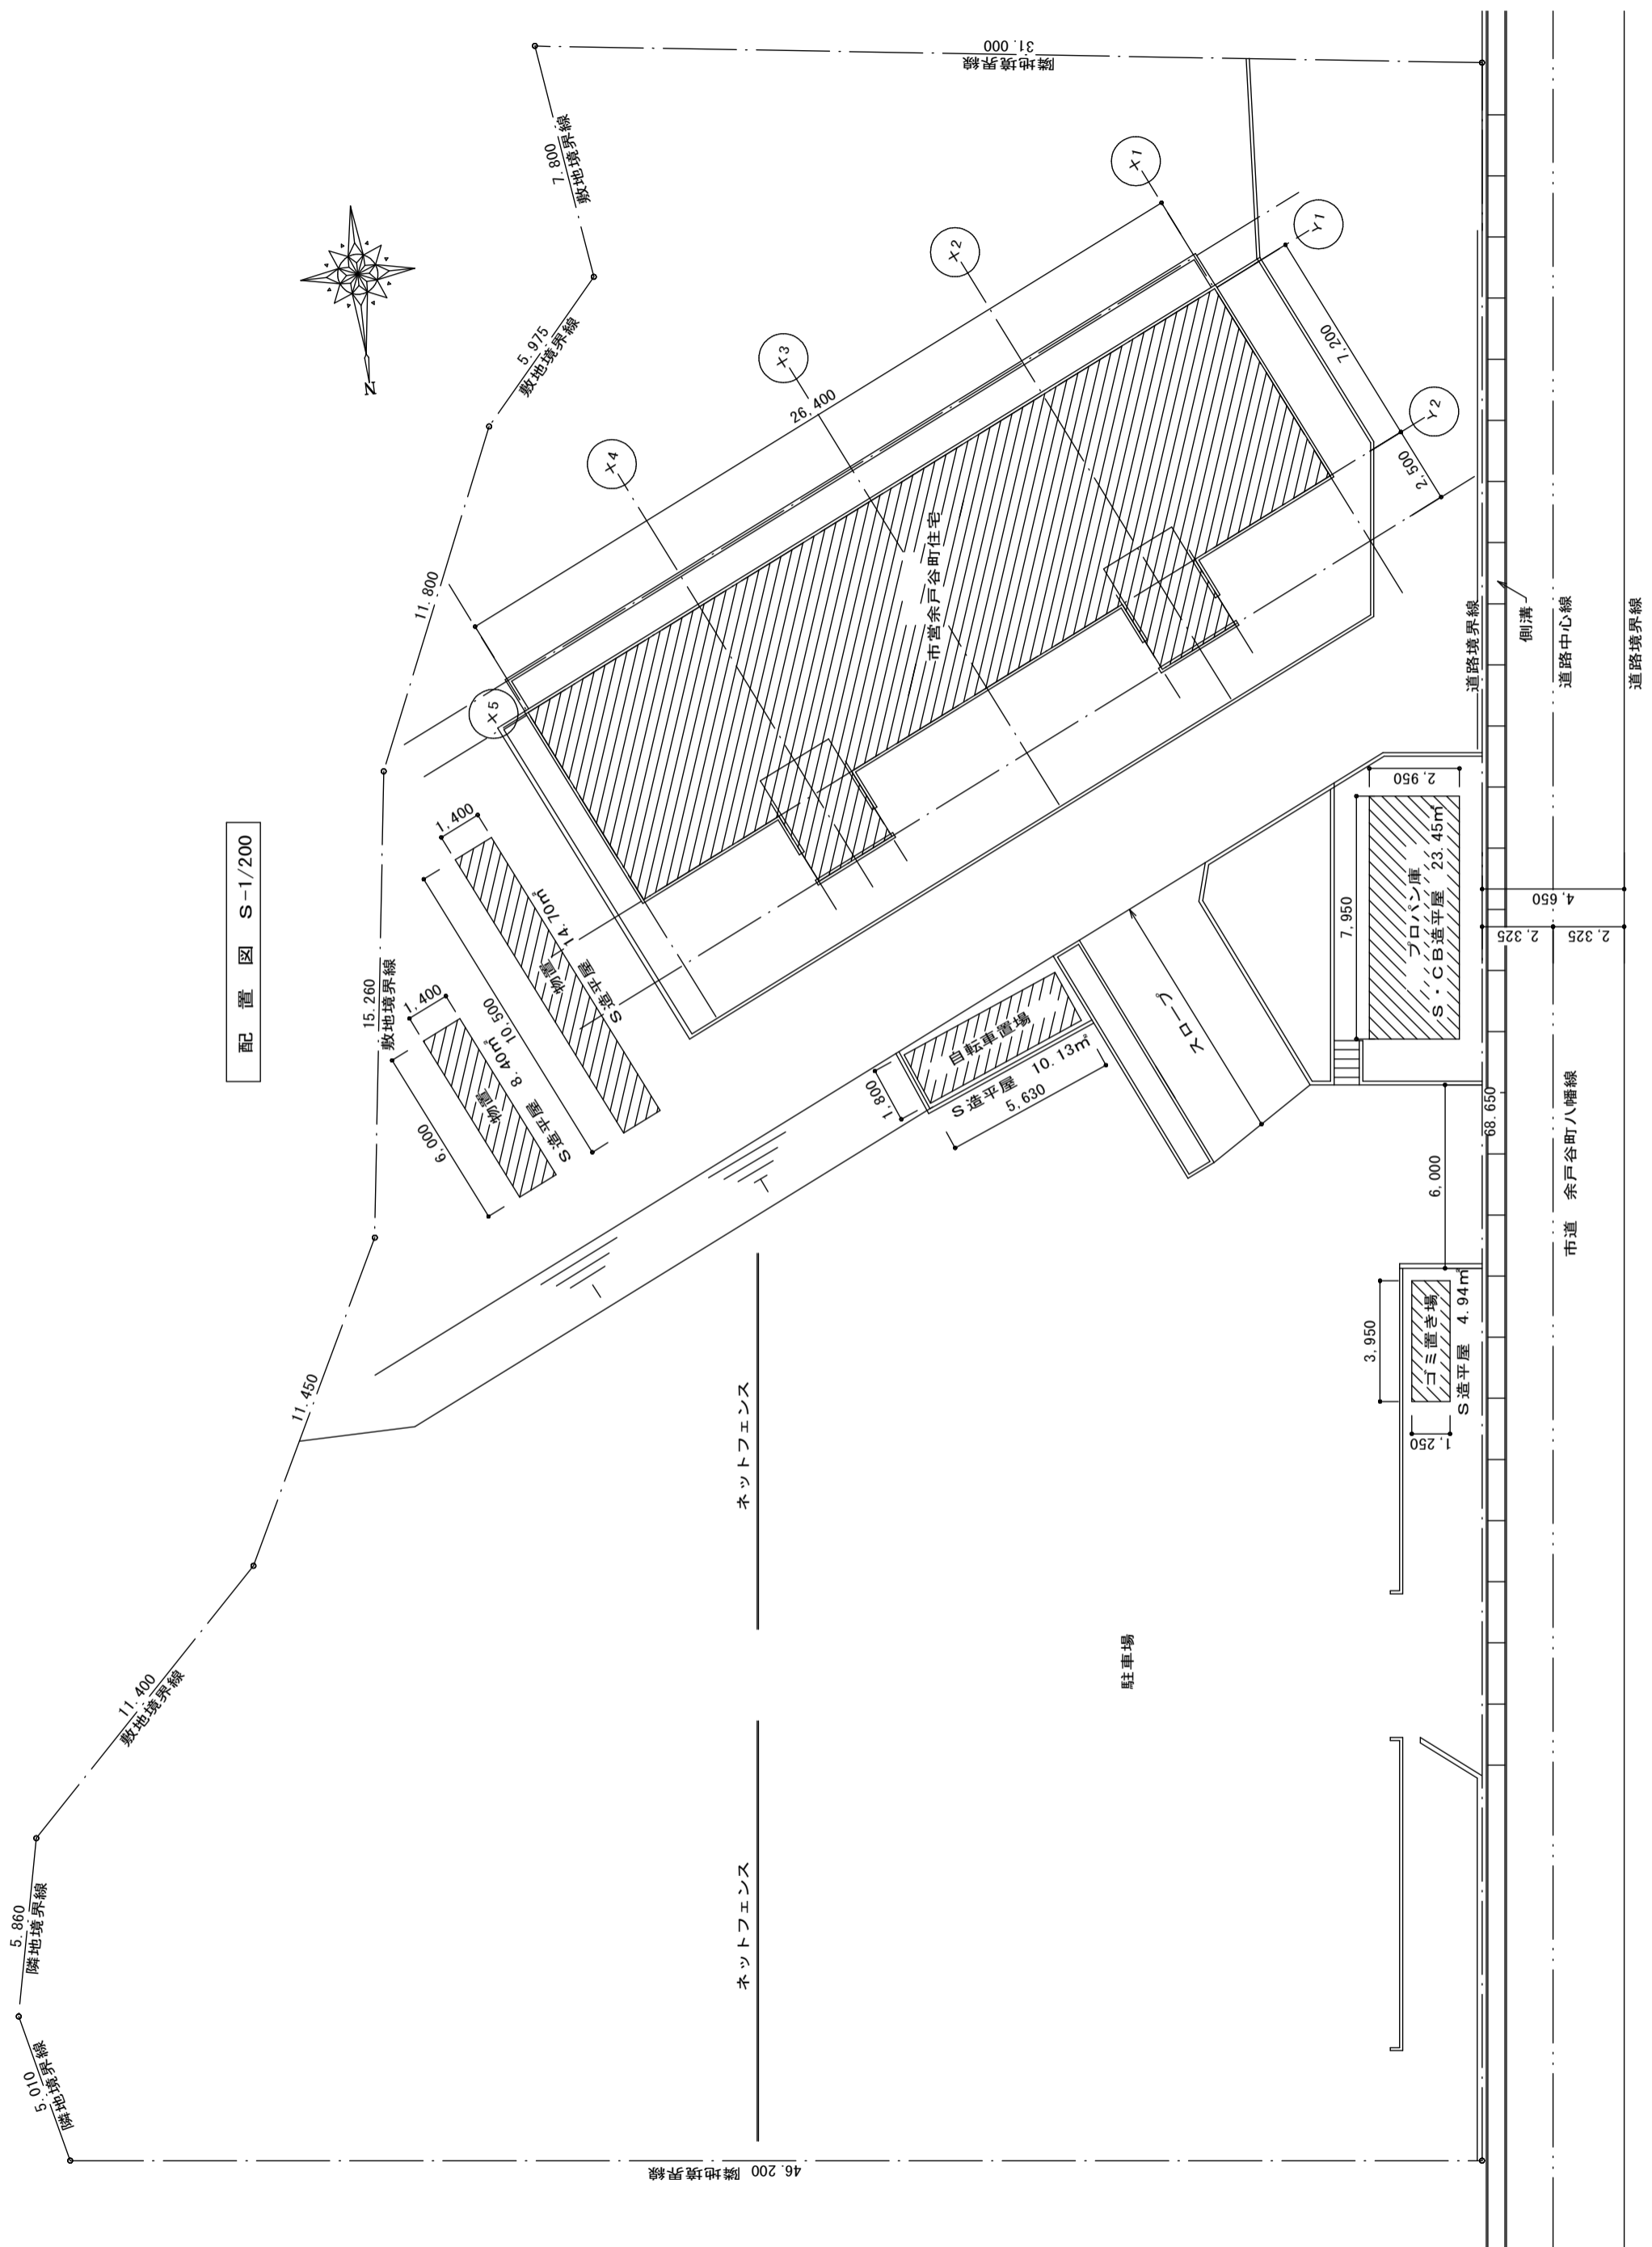 配 置 図 S-1/200
N
31.000
隣地境界線
7.800
敷地境界線
5.975
敷地境界線
11.800
15.260
敷地境界線
11.450
11.400
敷地境界線
5.860
隣地境界線
5.010
隣地境界線
46.200 隣地境界線
X1
X2
X3
X4
X5
Y1
Y2
26.400
7,200
2,500
市営余戸谷町住宅
1,400
物置 14.70㎡
S造平屋
10.500
1,400
物置 8.40㎡
S造平屋
6.000
自転車置場
S造平屋 10.13㎡
1,800
5,630
スロープ
プロパン庫
S・CB造平屋 23.45㎡
7,950
2,950
4,650
2,325
2,325
68.650
6,000
ゴミ置き場
S造平屋 4.94㎡
3,950
1,250
ネットフェンス
ネットフェンス
駐車場
道路境界線
側溝
道路中心線
道路境界線
市道 余戸谷町八幡線